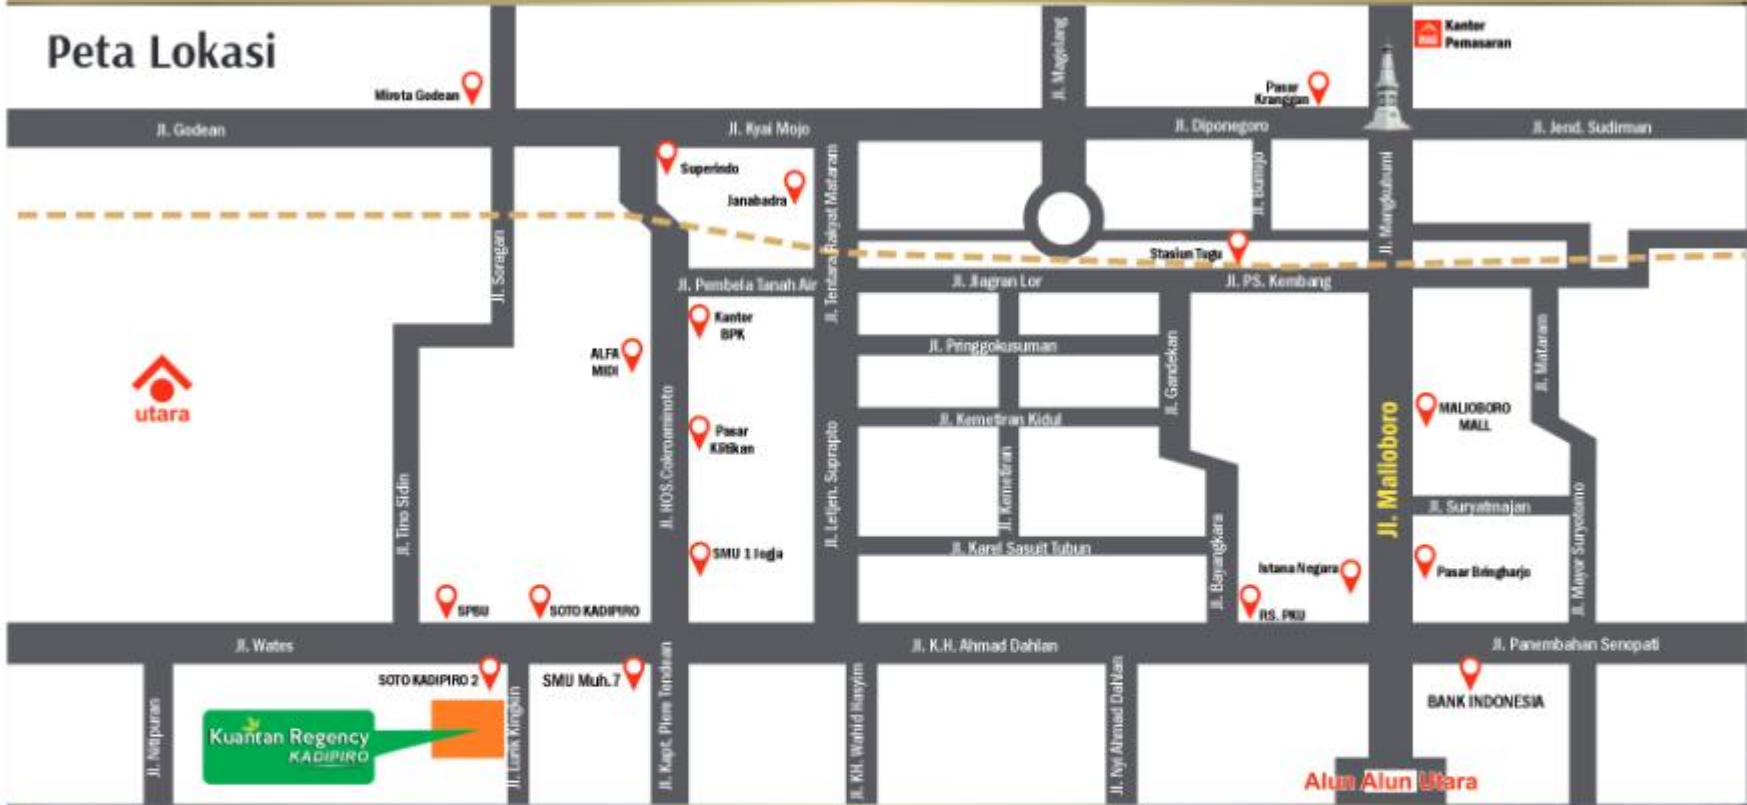 Peta Lokasi
Kantor
Pemasaran
Mirota Godean
Jl. Magelang
Pasar
Kranggan
Jl. Godean
Jl. Kyai Mojo
Jl. Diponegoro
Jl. Jend. Sudirman
Superindo
Janabadra
Jl. Tentara Rakyat Mataram
Jl. Bumijo
Jl. Mangkubumi
Jl. Soragan
Stasiun Tugu
Jl. Pembela Tanah Air
Jl. Jlagran Lor
Jl. PS. Kembang
Kantor
BPK
ALFA
MIDI
Jl. Pringgokusuman
Jl. Gandekan
Jl. Mataram
utara
Jl. HOS.Cokroaminoto
Pasar
Klitikan
Jl. Letjen. Suprapto
Jl. Kemetiran Kidul
Jl. Kemetiran
Jl. Malioboro
MALIOBORO
MALL
Jl. Tino Sidin
Jl. Suryatmajan
SMU 1 Jogja
Jl. Karel Sasuit Tubun
Jl. Bayangkara
Istana Negara
Pasar Bringharjo
Jl. Mayor Suryotomo
SPBU
SOTO KADIPIRO
RS. PKU
Jl. Wates
Jl. K.H. Ahmad Dahlan
Jl. Panembahan Senopati
SOTO KADIPIRO 2
SMU Muh.7
BANK INDONESIA
Jl. Nitipuran
Kuantan Regency
KADIPIRO
Jl. Lurik Kingkin
Jl. Kapt. Piere Tendean
Jl. KH. Wahid Hasyim
Jl. Nyi Ahmad Dahlan
Alun Alun Utara